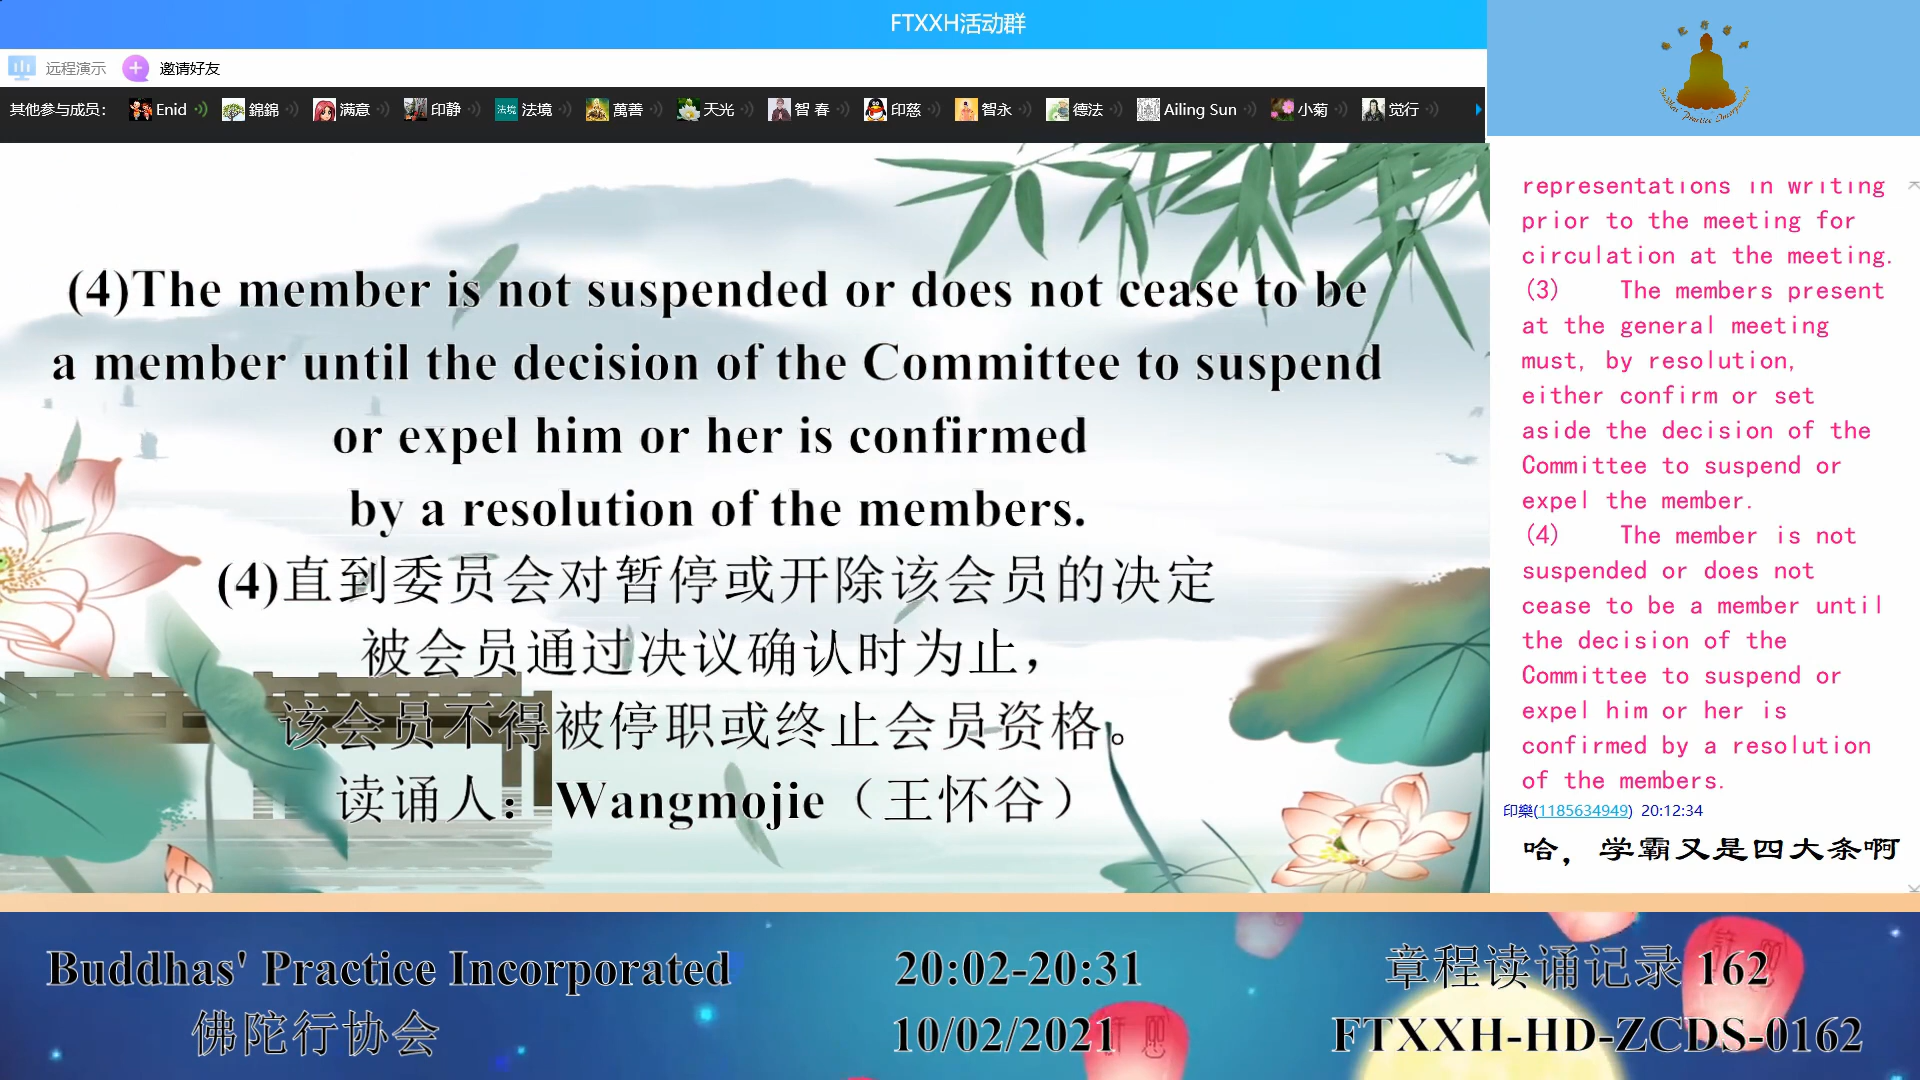 FTXXH活动群
远程演示 邀请好友
其他参与成员： Enid 錦錦 满意 印静 法境 法境 萬善 天光 智 春 印慈 智永 德法 Ailing Sun 小菊 觉行
(4)The member is not suspended or does not cease to be
a member until the decision of the Committee to suspend
or expel him or her is confirmed
by a resolution of the members.
(4)直到委员会对暂停或开除该会员的决定
被会员通过决议确认时为止，
该会员不得被停职或终止会员资格。
读诵人：Wangmojie（王怀谷）
Buddhas' Practice Incorporated
representations in writing
prior to the meeting for
circulation at the meeting.
(3) The members present
at the general meeting
must, by resolution,
either confirm or set
aside the decision of the
Committee to suspend or
expel the member.
(4) The member is not
suspended or does not
cease to be a member until
the decision of the
Committee to suspend or
expel him or her is
confirmed by a resolution
of the members.
印樂(1185634949) 20:12:34
哈，学霸又是四大条啊
Buddhas' Practice Incorporated
佛陀行协会
20:02-20:31
10/02/2021
章程读诵记录 162
FTXXH-HD-ZCDS-0162